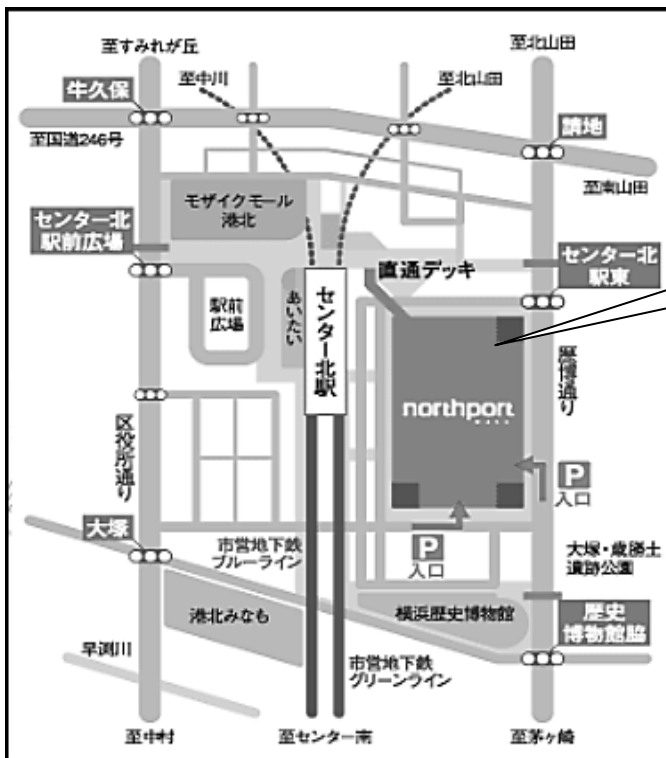 至すみれが丘
至北山田
至中川
至北山田
牛久保
請地
至国道246号
至南山田
モザイクモール
港北
センター北
駅前広場
直通デッキ
センター北
駅東
駅前
広場
あいたい
センター北駅
northport
歴博通り
区役所通り
P
入口
大塚
市営地下鉄
ブルーライン
P
入口
大塚・歳勝土
遺跡公園
港北みなも
横浜歴史博物館
歴史
博物館脇
早渕川
市営地下鉄
グリーンライン
至中村
至センター南
至茅ヶ崎